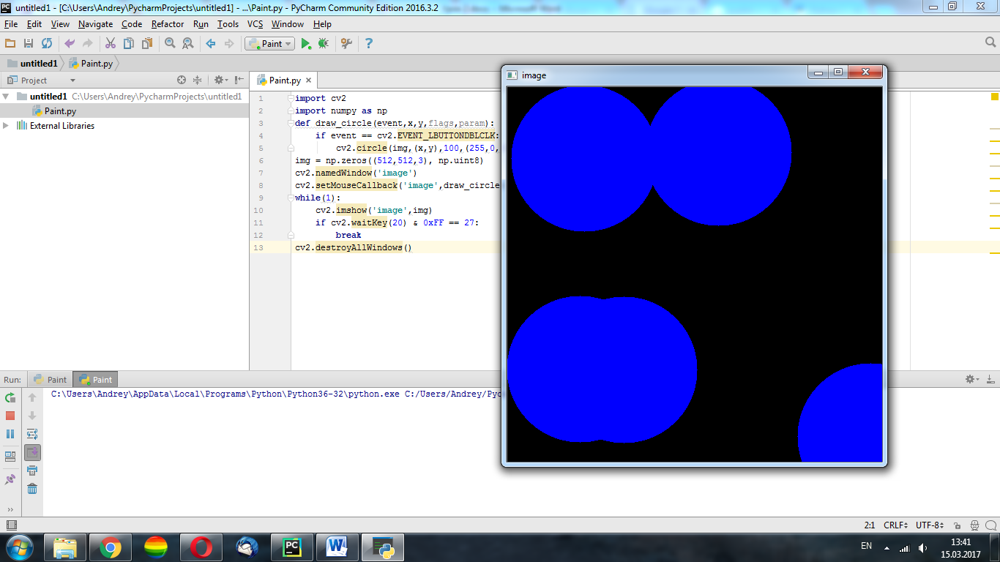 untitled1 - [C:\Users\Andrey\PycharmProjects\untitled1] - ...\Paint.py - PyCharm Community Edition 2016.3.2
File Edit View Navigate Code Refactor Run Tools VCS Window Help
Paint
untitled1 Paint.py
Project
Paint.py
untitled1 C:\Users\Andrey\PycharmProjects\untitled1
Paint.py
External Libraries
1 import cv2
2 import numpy as np
3 def draw_circle(event,x,y,flags,param):
4 if event == cv2.EVENT_LBUTTONDBLCLK:
5 cv2.circle(img,(x,y),100,(255,0,
6 img = np.zeros((512,512,3), np.uint8)
7 cv2.namedWindow('image')
8 cv2.setMouseCallback('image',draw_circle
9 while(1):
10 cv2.imshow('image',img)
11 if cv2.waitKey(20) & 0xFF == 27:
12 break
13 cv2.destroyAllWindows()
image
Run: Paint Paint
C:\Users\Andrey\AppData\Local\Programs\Python\Python36-32\python.exe C:/Users/Andrey/Pyc
2:1 CRLF UTF-8
PC
W
EN
13:41
15.03.2017